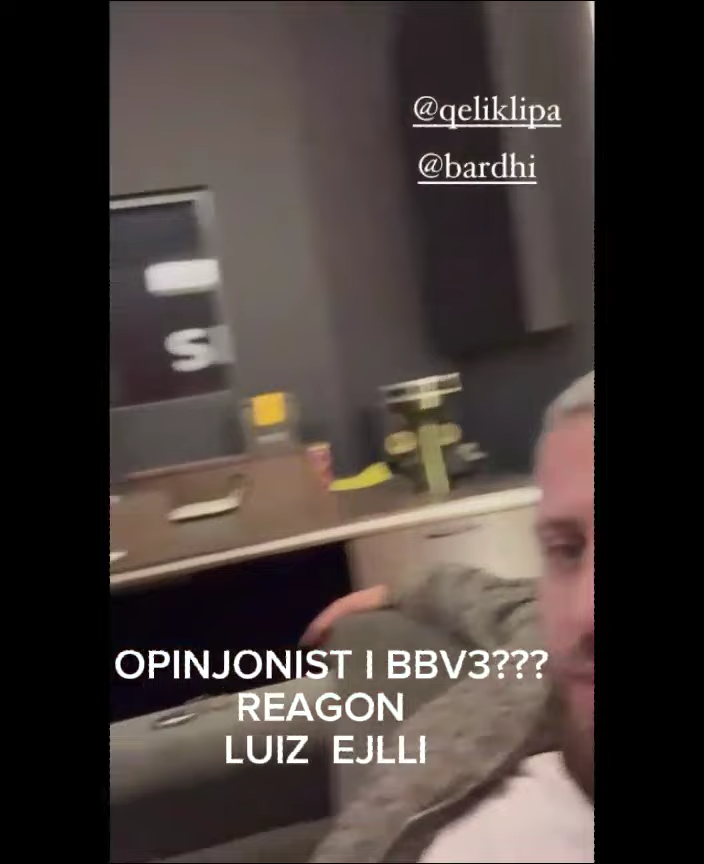 @qeliklipa
@bardhi
OPINJONIST I BBV3???
REAGON
LUIZ EJLLI